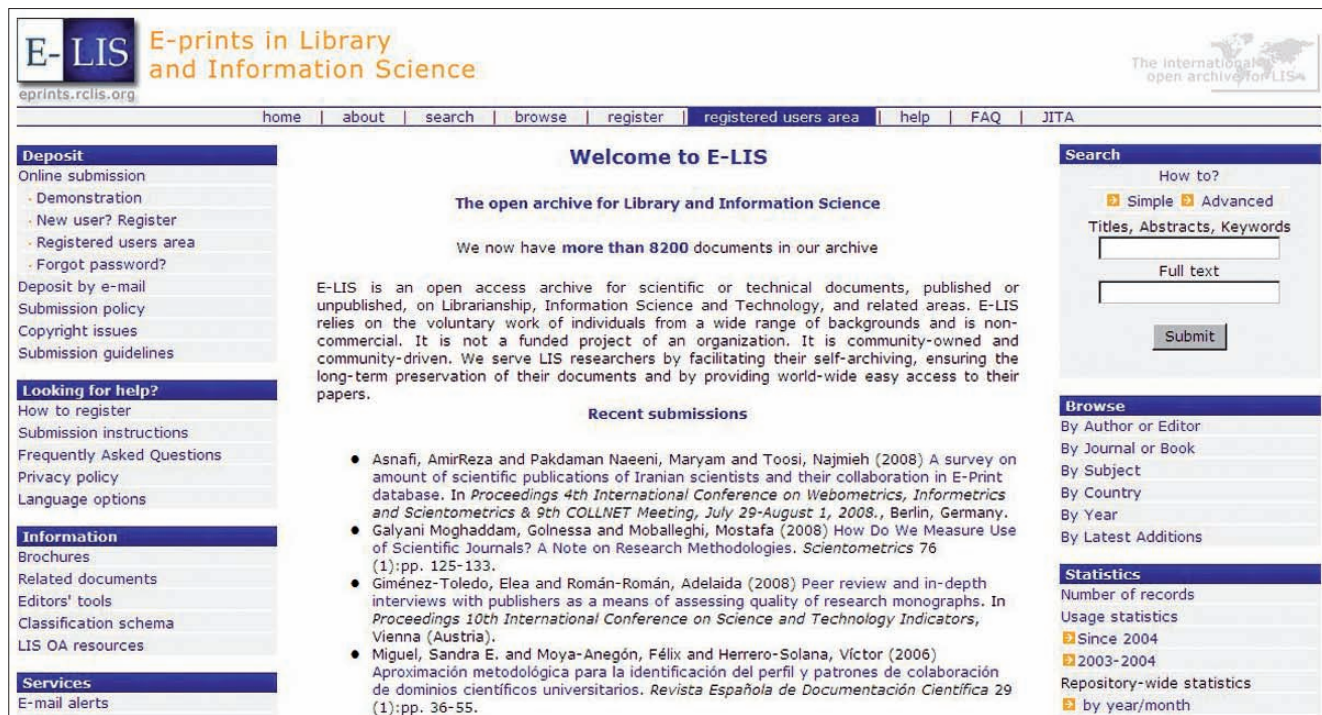 E-LIS
E-prints in Library
and Information Science
eprints.rclis.org
The international
open archive for LIS
home | about | search | browse | register | registered users area | help | FAQ | JITA
Deposit
Online submission
· Demonstration
· New user? Register
· Registered users area
· Forgot password?
Deposit by e-mail
Submission policy
Copyright issues
Submission guidelines
Looking for help?
How to register
Submission instructions
Frequently Asked Questions
Privacy policy
Language options
Information
Brochures
Related documents
Editors' tools
Classification schema
LIS OA resources
Services
E-mail alerts
Welcome to E-LIS
The open archive for Library and Information Science
We now have more than 8200 documents in our archive
E-LIS is an open access archive for scientific or technical documents, published or
unpublished, on Librarianship, Information Science and Technology, and related areas. E-LIS
relies on the voluntary work of individuals from a wide range of backgrounds and is non-
commercial. It is not a funded project of an organization. It is community-owned and
community-driven. We serve LIS researchers by facilitating their self-archiving, ensuring the
long-term preservation of their documents and by providing world-wide easy access to their
papers.
Recent submissions
• Asnafi, AmirReza and Pakdaman Naeeni, Maryam and Toosi, Najmieh (2008) A survey on
amount of scientific publications of Iranian scientists and their collaboration in E-Print
database. In Proceedings 4th International Conference on Webometrics, Informetrics
and Scientometrics & 9th COLLNET Meeting, July 29-August 1, 2008., Berlin, Germany.
• Galyani Moghaddam, Golnessa and Moballeghi, Mostafa (2008) How Do We Measure Use
of Scientific Journals? A Note on Research Methodologies. Scientometrics 76
(1):pp. 125-133.
• Giménez-Toledo, Elea and Román-Román, Adelaida (2008) Peer review and in-depth
interviews with publishers as a means of assessing quality of research monographs. In
Proceedings 10th International Conference on Science and Technology Indicators,
Vienna (Austria).
• Miguel, Sandra E. and Moya-Anegón, Félix and Herrero-Solana, Víctor (2006)
Aproximación metodológica para la identificación del perfil y patrones de colaboración
de dominios científicos universitarios. Revista Española de Documentación Científica 29
(1):pp. 36-55.
Search
How to?
Simple Advanced
Titles, Abstracts, Keywords
Full text
Submit
Browse
By Author or Editor
By Journal or Book
By Subject
By Country
By Year
By Latest Additions
Statistics
Number of records
Usage statistics
Since 2004
2003-2004
Repository-wide statistics
by year/month